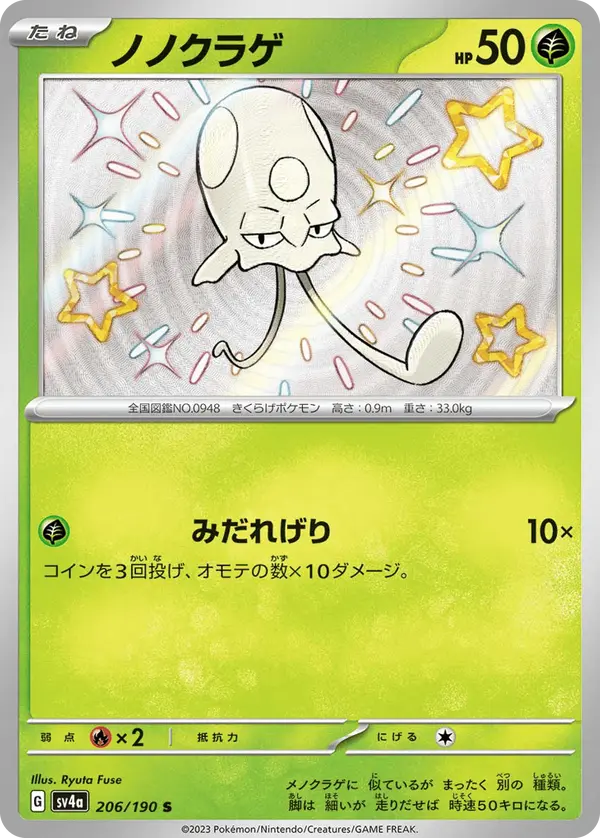 たね ノノクラゲ HP50
全国図鑑NO.0948 きくらげポケモン 高さ:0.9m 重さ:33.0kg
みだれげり 10×
コインを3回投げ、オモテの数×10ダメージ。
弱点 ×2 抵抗力 にげる
Illus. Ryuta Fuse
G sv4a 206/190 S
メノクラゲに 似ているが まったく 別の 種類。
脚は 細いが 走りだせば 時速50キロになる。
©2023 Pokémon/Nintendo/Creatures/GAME FREAK.